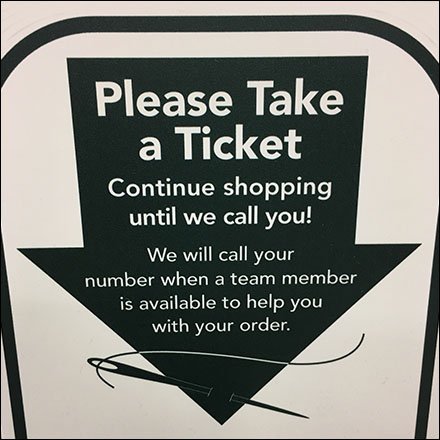 Please Take
a Ticket
Continue shopping
until we call you!
We will call your
number when a team member
is available to help you
with your order.